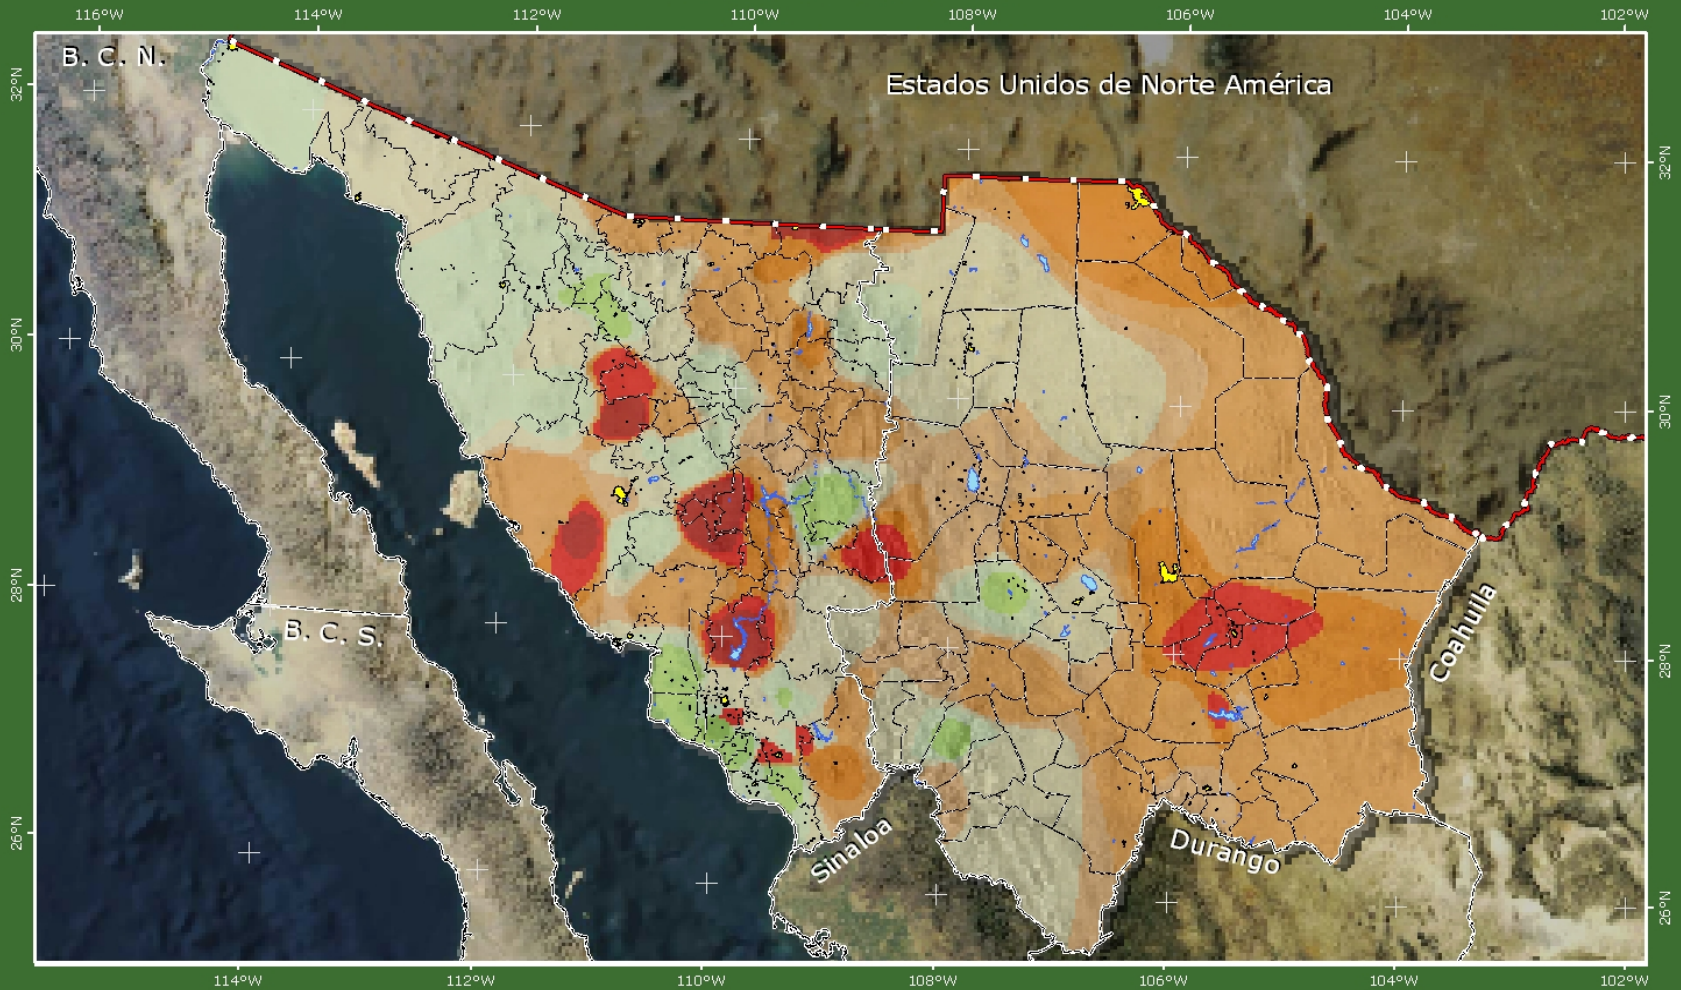 116°W 114°W 112°W 110°W 108°W 106°W 104°W 102°W
B. C. N.
Estados Unidos de Norte América
32°N
32°N
30°N
30°N
28°N
28°N
B. C. S.
Coahuila
26°N
Sinaloa
Durango
26°N
114°W 112°W 110°W 108°W 106°W 104°W 102°W